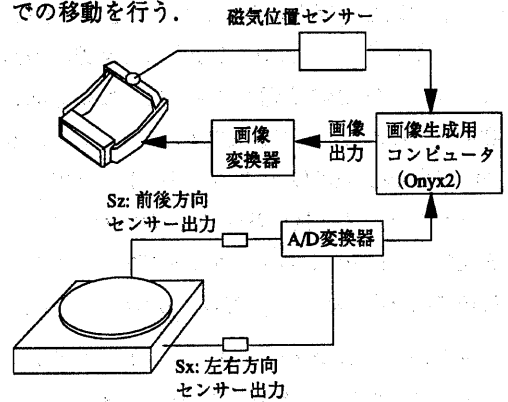 での移動を行う．
磁気位置センサー
画像
変換器
画像
出力
画像生成用
コンピュータ
（Onyx2）
Sz: 前後方向
センサー出力
A/D変換器
Sx: 左右方向
センサー出力